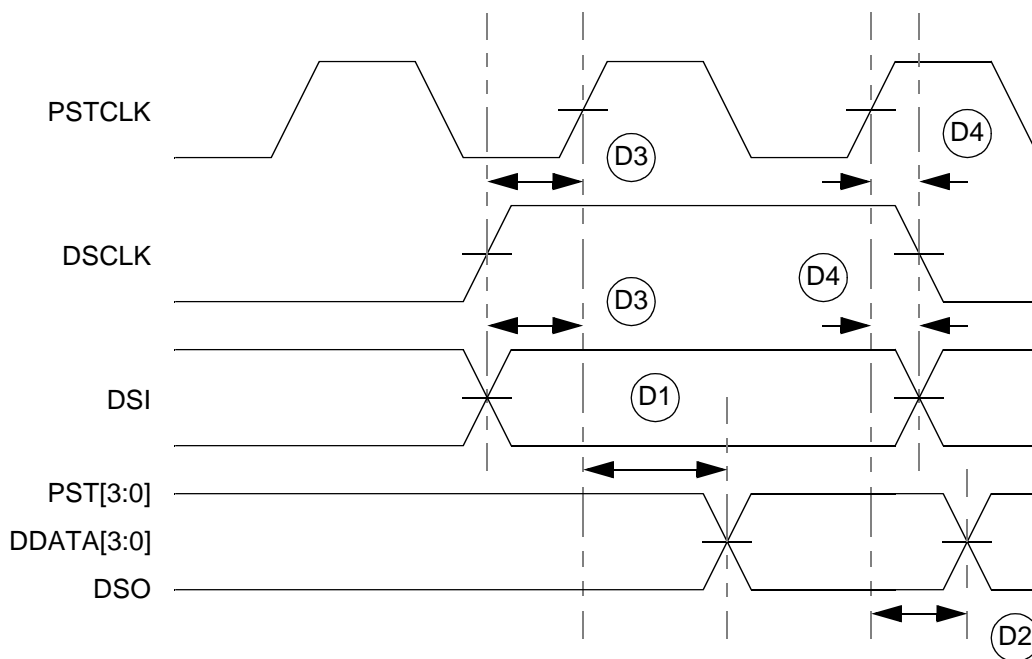 PSTCLK
D4
D3
DSCLK
D4
D3
DSI
D1
PST[3:0]
DDATA[3:0]
DSO
D2